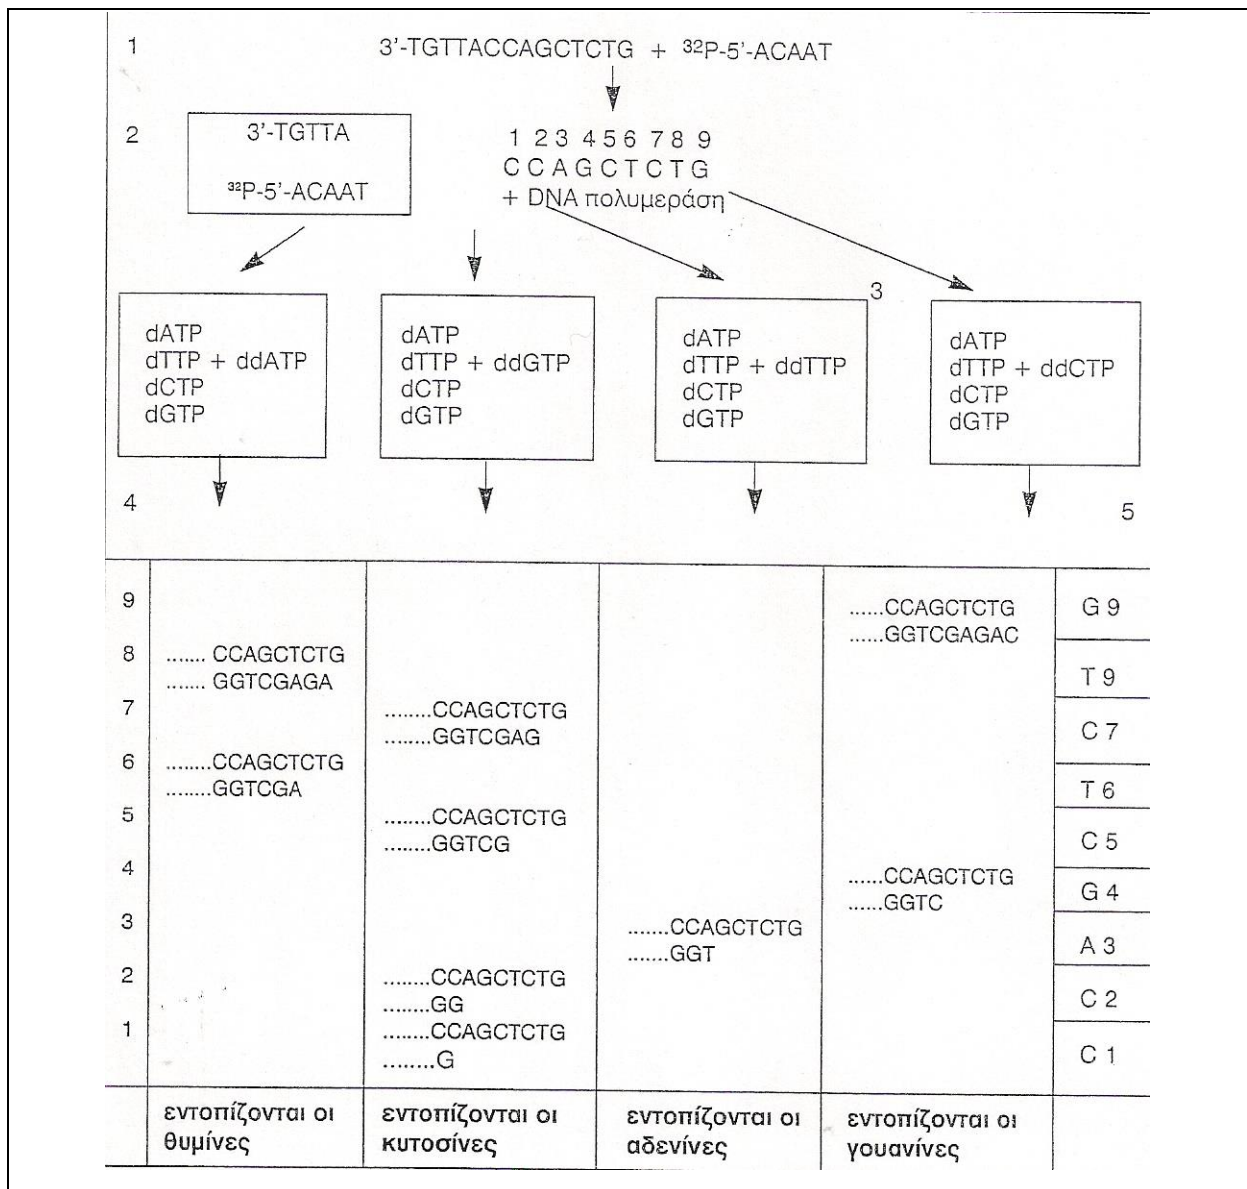 1 3'-TGTTACCAGCTCTG + ³²P-5'-ACAAT
2 3'-TGTTA 1 2 3 4 5 6 7 8 9
CCAGCTCTG
³²P-5'-ACAAT + DNA πολυμεράση
3
dATP dATP dATP dATP
dTTP + ddATP dTTP + ddGTP dTTP + ddTTP dTTP + ddCTP
dCTP dCTP dCTP dCTP
dGTP dGTP dGTP dGTP
4 5
9 ......CCAGCTCTG G 9
......GGTCGAGAC
8 ....... CCAGCTCTG T 9
....... GGTCGAGA
7 ........CCAGCTCTG C 7
........GGTCGAG
6 ........CCAGCTCTG T 6
........GGTCGA
5 ........CCAGCTCTG C 5
........GGTCG
4 ......CCAGCTCTG G 4
......GGTC
3 .......CCAGCTCTG A 3
.......GGT
2 ........CCAGCTCTG C 2
........GG
1 ........CCAGCTCTG C 1
........G
εντοπίζονται οι εντοπίζονται οι εντοπίζονται οι εντοπίζονται οι
θυμίνες κυτοσίνες αδενίνες γουανίνες